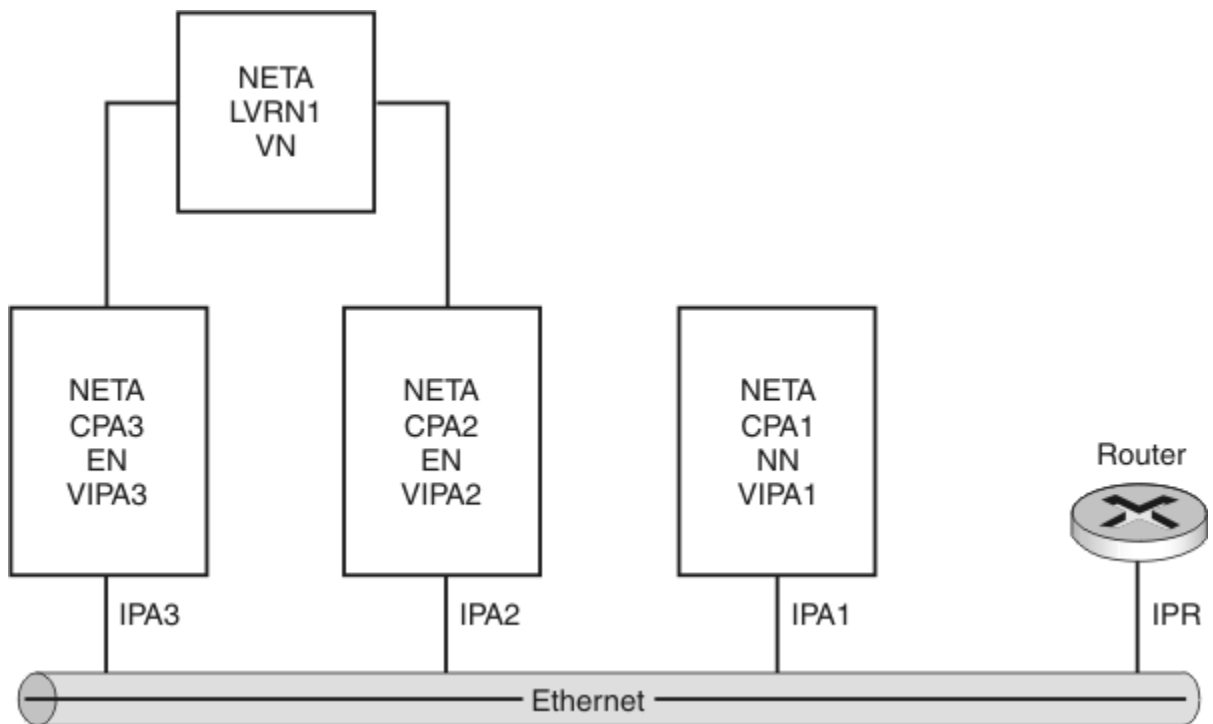 NETA
LVRN1
VN
NETA
CPA3
EN
VIPA3
NETA
CPA2
EN
VIPA2
NETA
CPA1
NN
VIPA1
Router
IPA3
IPA2
IPA1
IPR
Ethernet